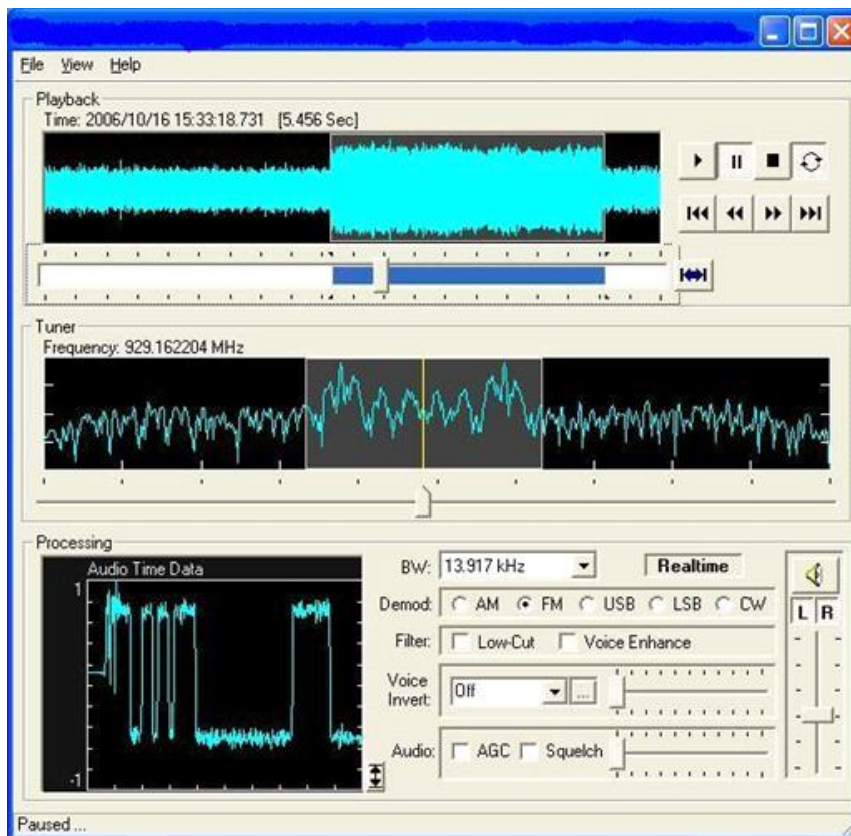 File View Help
Playback
Time: 2006/10/16 15:33:18.731 [5.456 Sec]
Tuner
Frequency: 929.162204 MHz
Processing
Audio Time Data
1
-1
BW: 13.917 kHz Realtime
Demod: AM FM USB LSB CW
L R
Filter: Low-Cut Voice Enhance
Voice Invert: Off ...
Audio: AGC Squelch
Paused ...